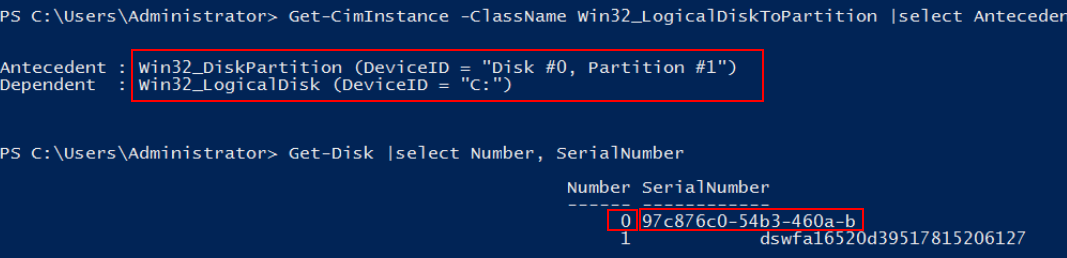 PS C:\Users\Administrator> Get-CimInstance -ClassName Win32_LogicalDiskToPartition |select Anteceden
Antecedent : Win32_DiskPartition (DeviceID = "Disk #0, Partition #1")
Dependent  : Win32_LogicalDisk (DeviceID = "C:")
PS C:\Users\Administrator> Get-Disk |select Number, SerialNumber
Number SerialNumber
------ ------------
0 97c876c0-54b3-460a-b
1 dswfa16520d39517815206127